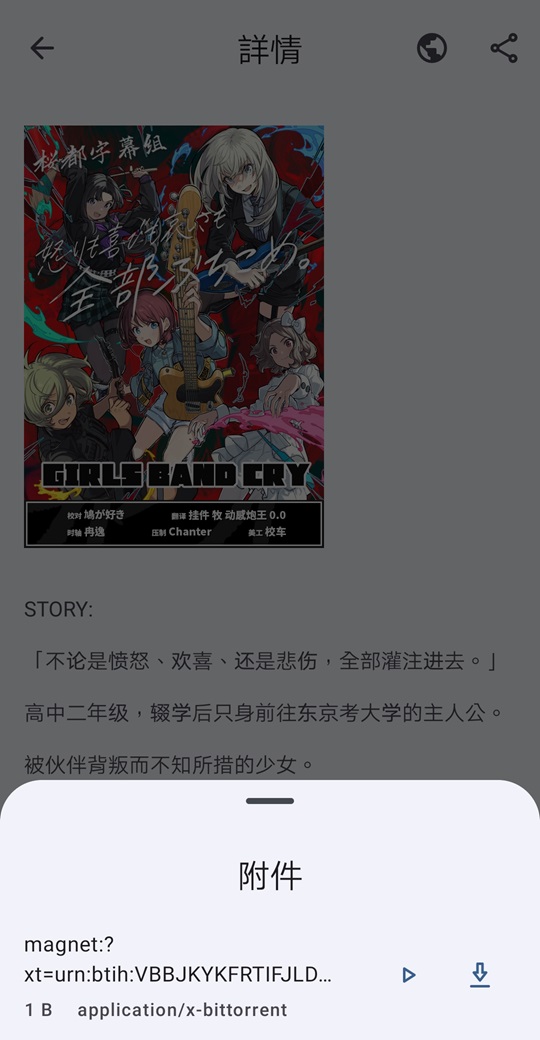 詳情
桜都字幕組
怒りも喜びも哀しさも
全部ぶちこめ。
GIRLS BAND CRY
校对 鳩が好き 翻译 挂件 牧 动感炮王 0.0
时轴 冉逸 压制 Chanter 美工 校车
STORY:
「不论是愤怒、欢喜、还是悲伤，全部灌注进去。」
高中二年级，辍学后只身前往东京考大学的主人公。
被伙伴背叛而不知所措的少女。
附件
magnet:?
xt=urn:btih:VBBJKYKFRTIFJLD…
1 B application/x-bittorrent